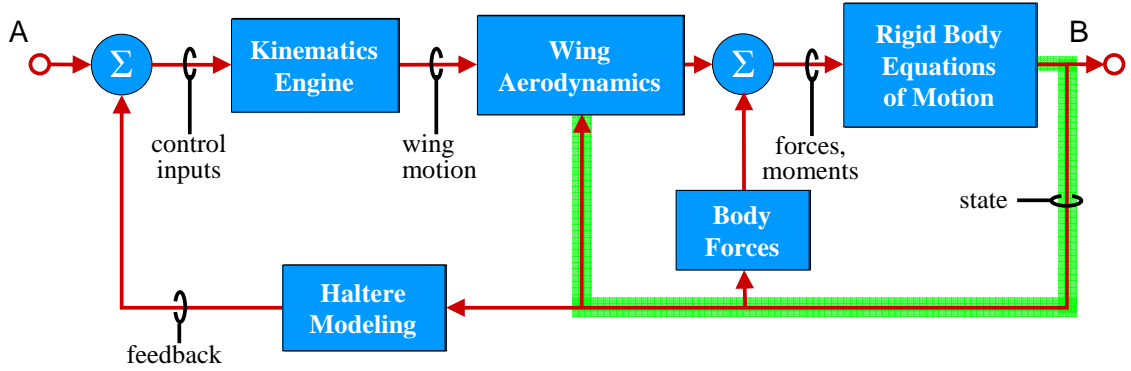 A
Σ
Kinematics
Engine
Wing
Aerodynamics
Σ
Rigid Body
Equations
of Motion
B
control
inputs
wing
motion
forces,
moments
Body
Forces
state
Haltere
Modeling
feedback